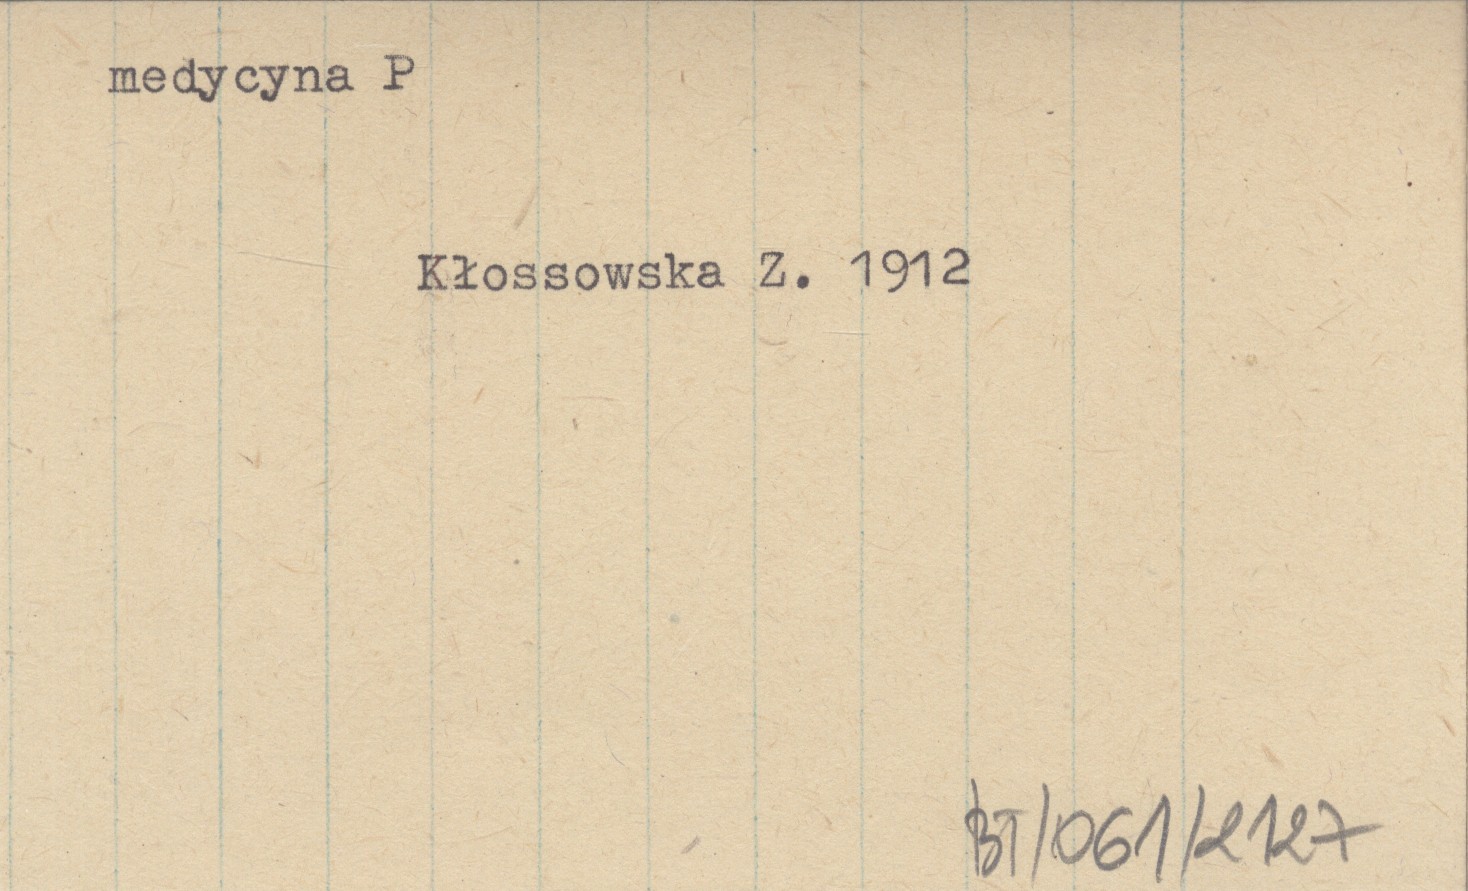 medycyna P
Kłossowska Z. 1912
BT/061/2127